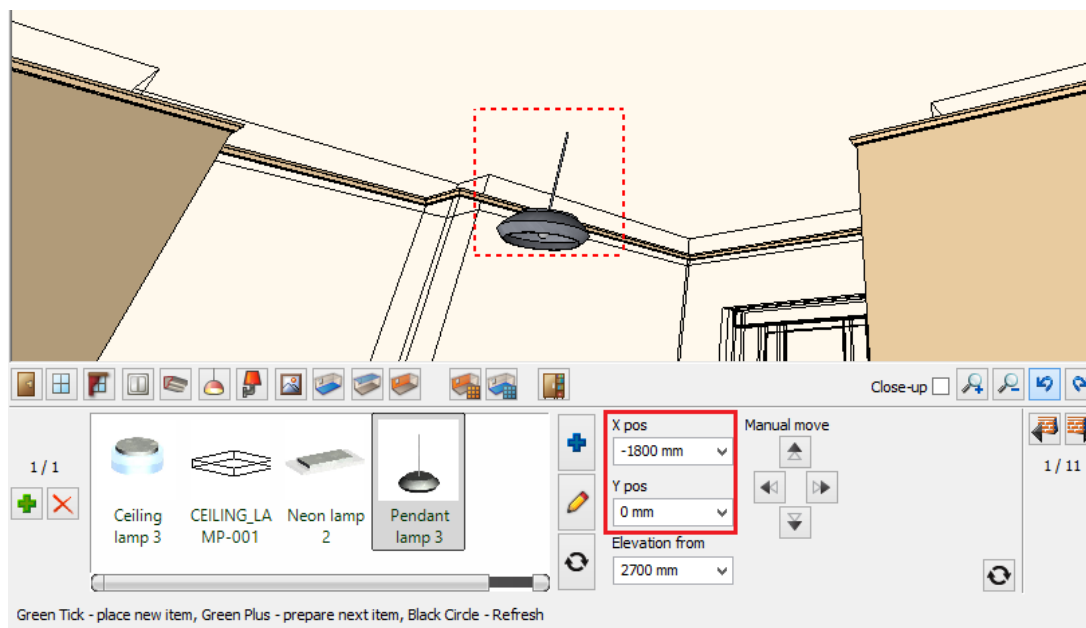 Close-up
1 / 1
Ceiling
lamp 3
CEILING_LA
MP-001
Neon lamp
2
Pendant
lamp 3
X pos
-1800 mm
Y pos
0 mm
Elevation from
2700 mm
Manual move
1 / 11
Green Tick - place new item, Green Plus - prepare next item, Black Circle - Refresh